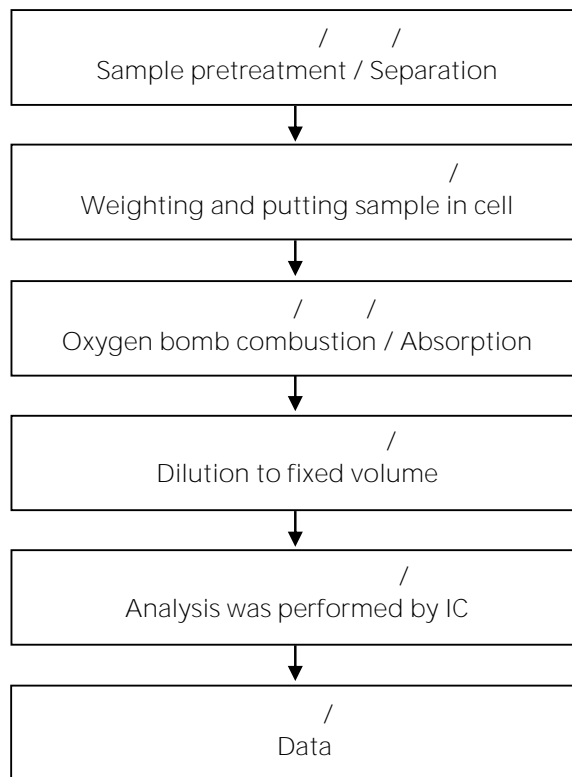 / /
Sample pretreatment / Separation
/
Weighting and putting sample in cell
/ /
Oxygen bomb combustion / Absorption
/
Dilution to fixed volume
/
Analysis was performed by IC
/
Data